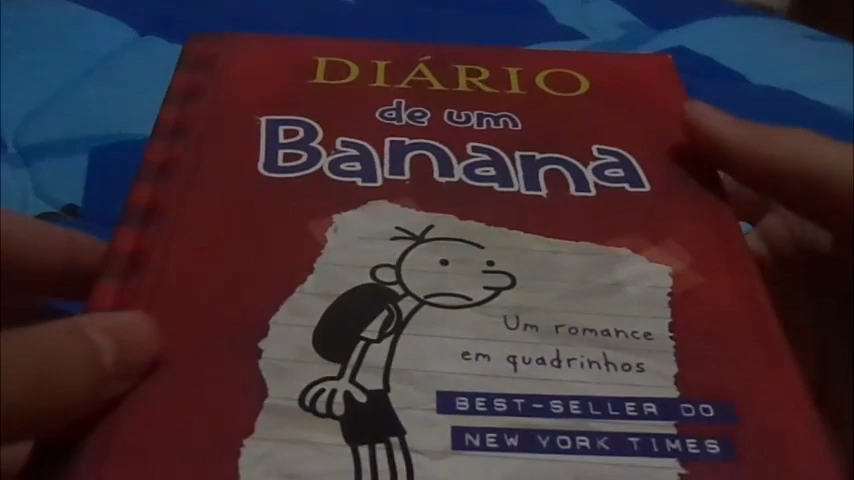 DIÁRIO
de um
Banana
Um romance
em quadrinhos
BEST-SELLER DO
NEW YORK TIMES